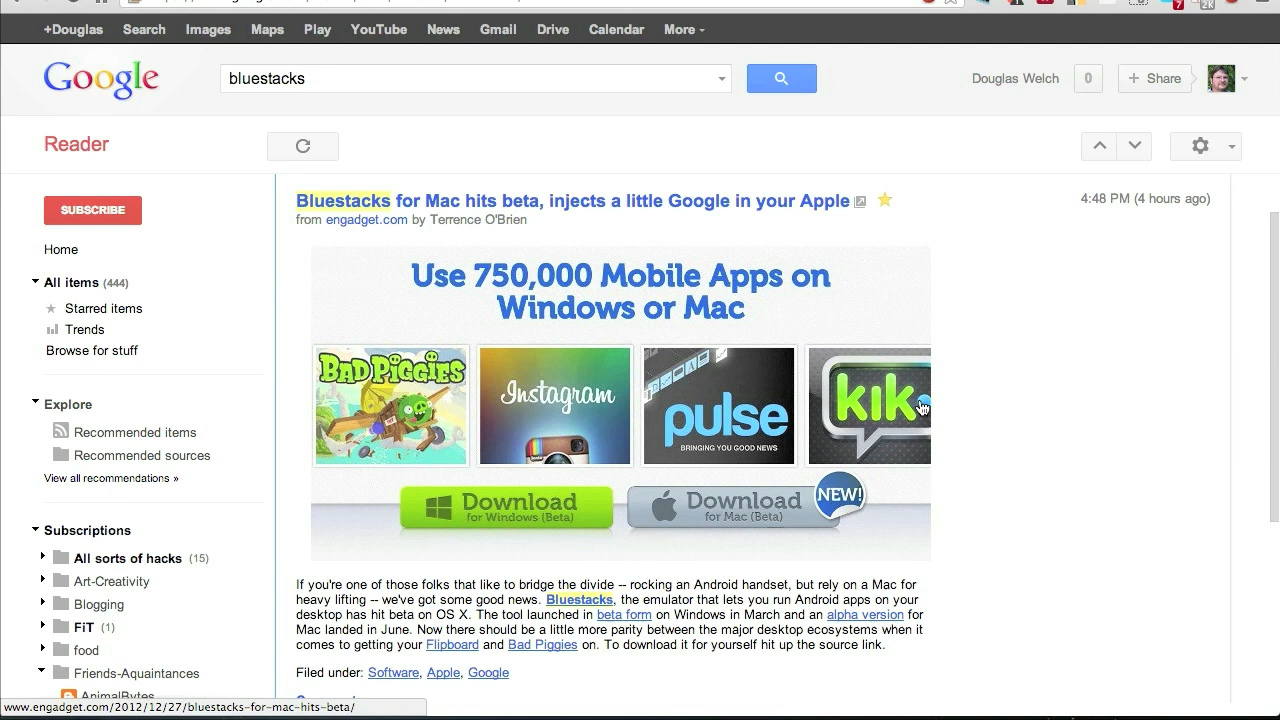 +Douglas Search Images Maps Play YouTube News Gmail Drive Calendar More
Google
bluestacks
Douglas Welch
0
+ Share
Reader
SUBSCRIBE
Home
All items (444)
Starred items
Trends
Browse for stuff
Explore
Recommended items
Recommended sources
View all recommendations »
Subscriptions
All sorts of hacks (15)
Art-Creativity
Blogging
FiT (1)
food
Friends-Aquaintances
AnimalBytes
www.engadget.com/2012/12/27/bluestacks-for-mac-hits-beta/
Bluestacks for Mac hits beta, injects a little Google in your Apple
4:48 PM (4 hours ago)
from engadget.com by Terrence O'Brien
Use 750,000 Mobile Apps on
Windows or Mac
BAD PIGGIES
Instagram
pulse
BRINGING YOU GOOD NEWS
kik
Download
for Windows (Beta)
Download
for Mac (Beta)
NEW!
If you're one of those folks that like to bridge the divide -- rocking an Android handset, but rely on a Mac for
heavy lifting -- we've got some good news. Bluestacks, the emulator that lets you run Android apps on your
desktop has hit beta on OS X. The tool launched in beta form on Windows in March and an alpha version for
Mac landed in June. Now there should be a little more parity between the major desktop ecosystems when it
comes to getting your Flipboard and Bad Piggies on. To download it for yourself hit up the source link.
Filed under: Software, Apple, Google